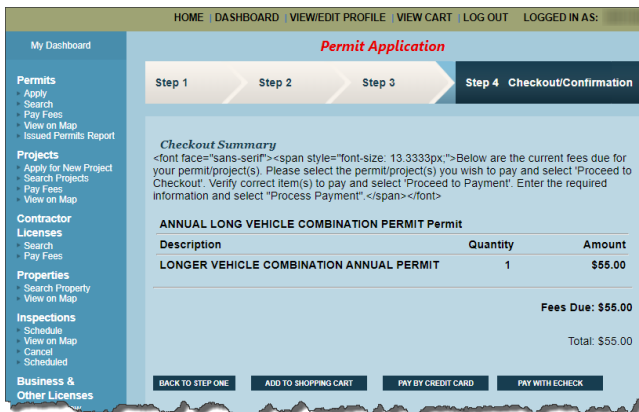 HOME | DASHBOARD | VIEW/EDIT PROFILE | VIEW CART | LOG OUT LOGGED IN AS:
My Dashboard
Permit Application
Permits
Apply
Search
Pay Fees
View on Map
Issued Permits Report
Projects
Apply for New Project
Search Projects
Pay Fees
View on Map
Contractor
Licenses
Search
Pay Fees
Properties
Search Property
View on Map
Inspections
Schedule
View on Map
Cancel
Scheduled
Business &
Other Licenses
Step 1 Step 2 Step 3 Step 4 Checkout/Confirmation
Checkout Summary
<font face="sans-serif"><span style="font-size: 13.3333px;">Below are the current fees due for
your permit/project(s). Please select the permit/project(s) you wish to pay and select 'Proceed to
Checkout'. Verify correct item(s) to pay and select 'Proceed to Payment'. Enter the required
information and select "Process Payment".</span></font>
ANNUAL LONG VEHICLE COMBINATION PERMIT Permit
Description Quantity Amount
LONGER VEHICLE COMBINATION ANNUAL PERMIT 1 $55.00
Fees Due: $55.00
Total: $55.00
BACK TO STEP ONE ADD TO SHOPPING CART PAY BY CREDIT CARD PAY WITH ECHECK